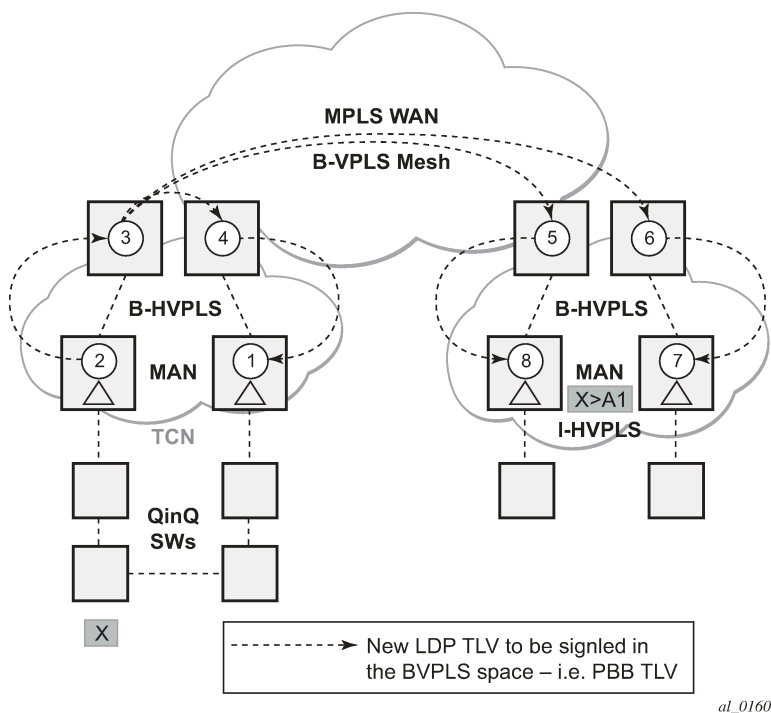 MPLS WAN
B-VPLS Mesh
3
4
5
6
B-HVPLS
B-HVPLS
2
MAN
1
8
MAN
7
X>A1
TCN
I-HVPLS
QinQ
SWs
X
New LDP TLV to be signled in
the BVPLS space – i.e. PBB TLV
al_0160